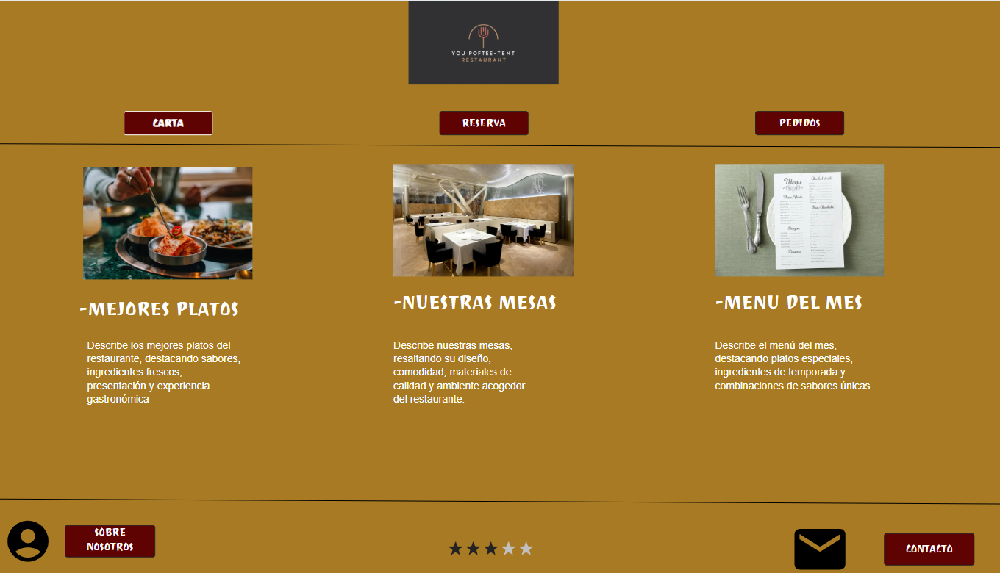 YOU POFTEE-TENT
RESTAURANT
CARTA
RESERVA
PEDIDOS
Menu
-MEJORES PLATOS
-NUESTRAS MESAS
-MENU DEL MES
Describe los mejores platos del
restaurante, destacando sabores,
ingredientes frescos,
presentación y experiencia
gastronómica
Describe nuestras mesas,
resaltando su diseño,
comodidad, materiales de
calidad y ambiente acogedor
del restaurante.
Describe el menú del mes,
destacando platos especiales,
ingredientes de temporada y
combinaciones de sabores únicas
SOBRE
NOSOTROS
CONTACTO